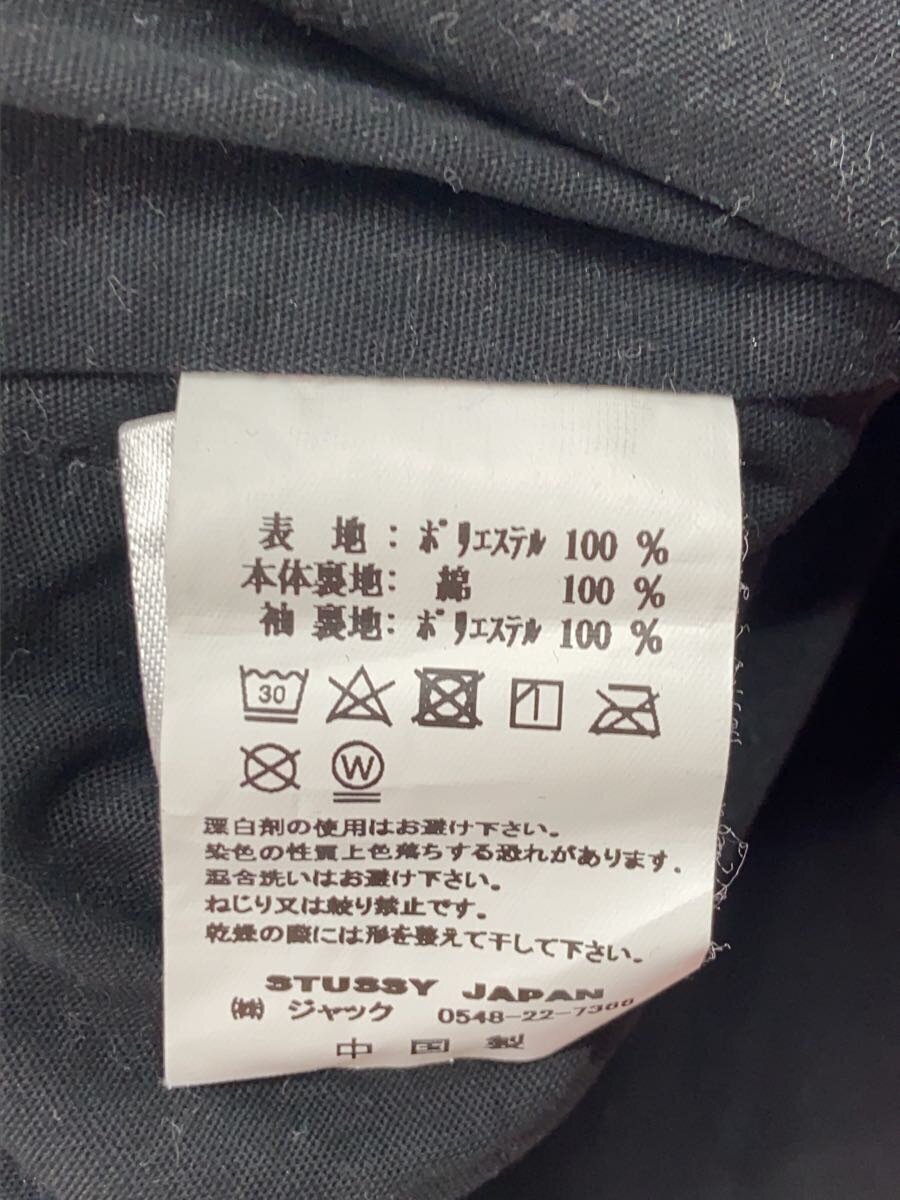 表地：ポリエステル 100 %
本体裏地： 綿 100 %
袖裏地：ポリエステル 100 %
30
W
漂白剤の使用はお避け下さい。
染色の性質上色落ちする恐れがあります.
混合洗いはお避け下さい。
ねじり又は絞り禁止です。
乾燥の際には形を整えて干して下さい。
STUSSY JAPAN
㈱ ジャック 0548-22-7300
中国製